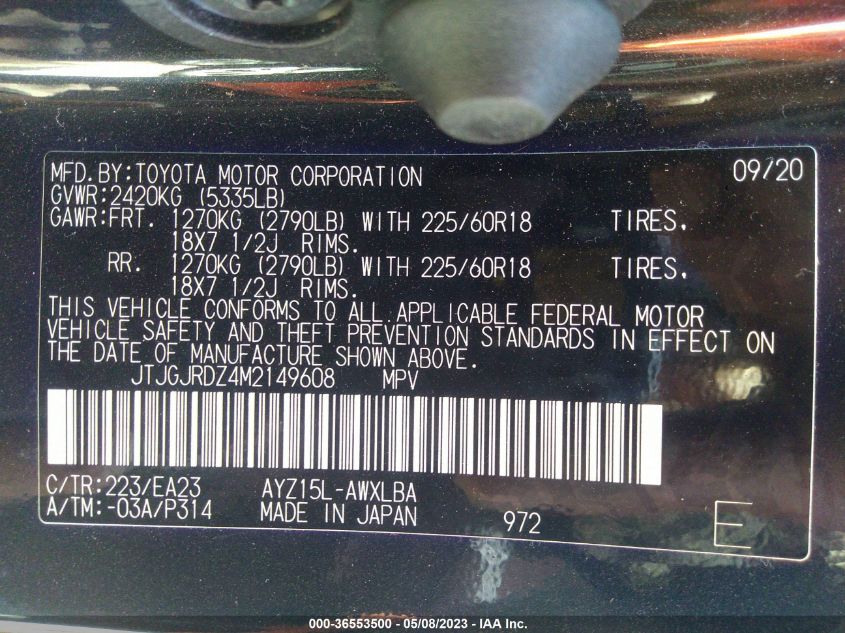 MFD.BY:TOYOTA MOTOR CORPORATION 09/20
GVWR:2420KG (5335LB)
GAWR:FRT. 1270KG (2790LB) WITH 225/60R18 TIRES,
18X7 1/2J RIMS.
RR. 1270KG (2790LB) WITH 225/60R18 TIRES,
18X7 1/2J RIMS.
THIS VEHICLE CONFORMS TO ALL APPLICABLE FEDERAL MOTOR
VEHICLE SAFETY AND THEFT PREVENTION STANDARDS IN EFFECT ON
THE DATE OF MANUFACTURE SHOWN ABOVE.
JTJGJRDZ4M2149608 MPV
C/TR:223/EA23 AYZ15L-AWXLBA
A/TM:-03A/P314 MADE IN JAPAN 972 E
000-36553500 - 05/08/2023 - IAA Inc.